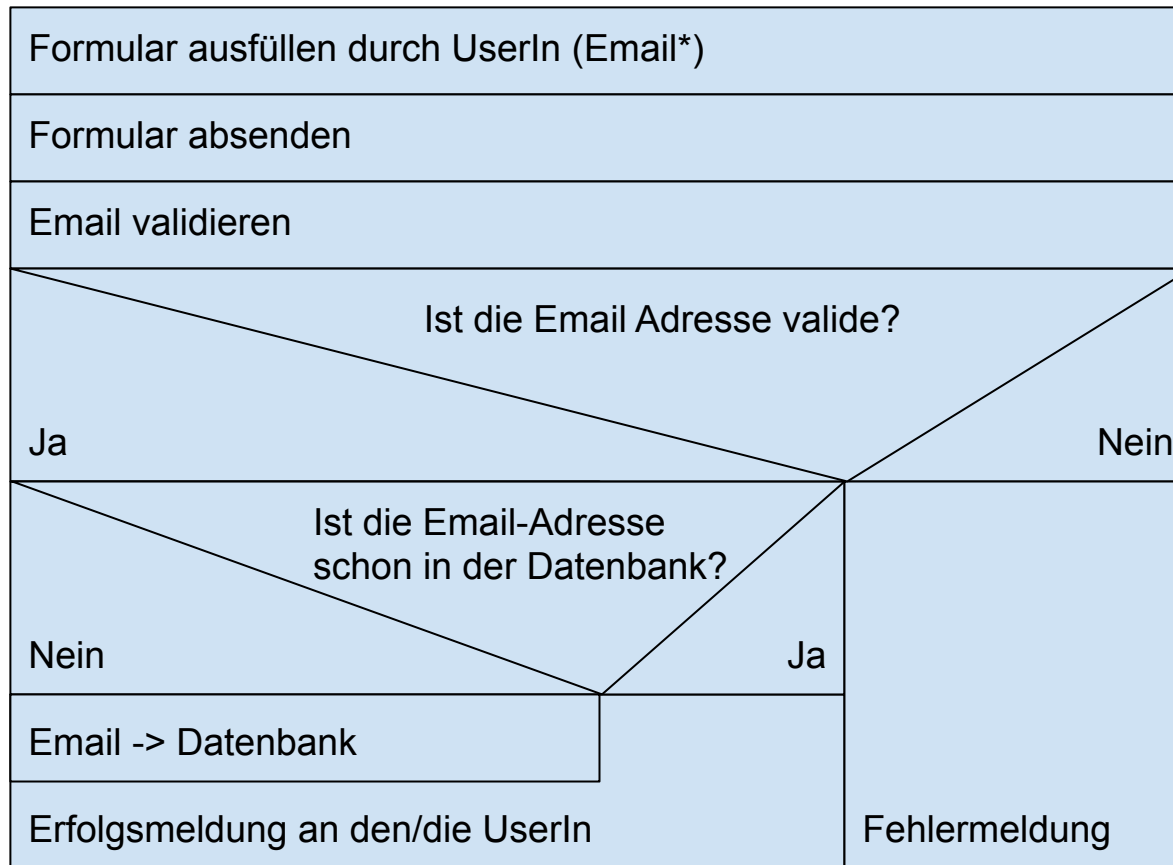 Formular ausfüllen durch UserIn (Email*)
Formular absenden
Email validieren
Ist die Email Adresse valide?
Ja
Nein
Ist die Email-Adresse
schon in der Datenbank?
Nein
Ja
Email -> Datenbank
Erfolgsmeldung an den/die UserIn
Fehlermeldung